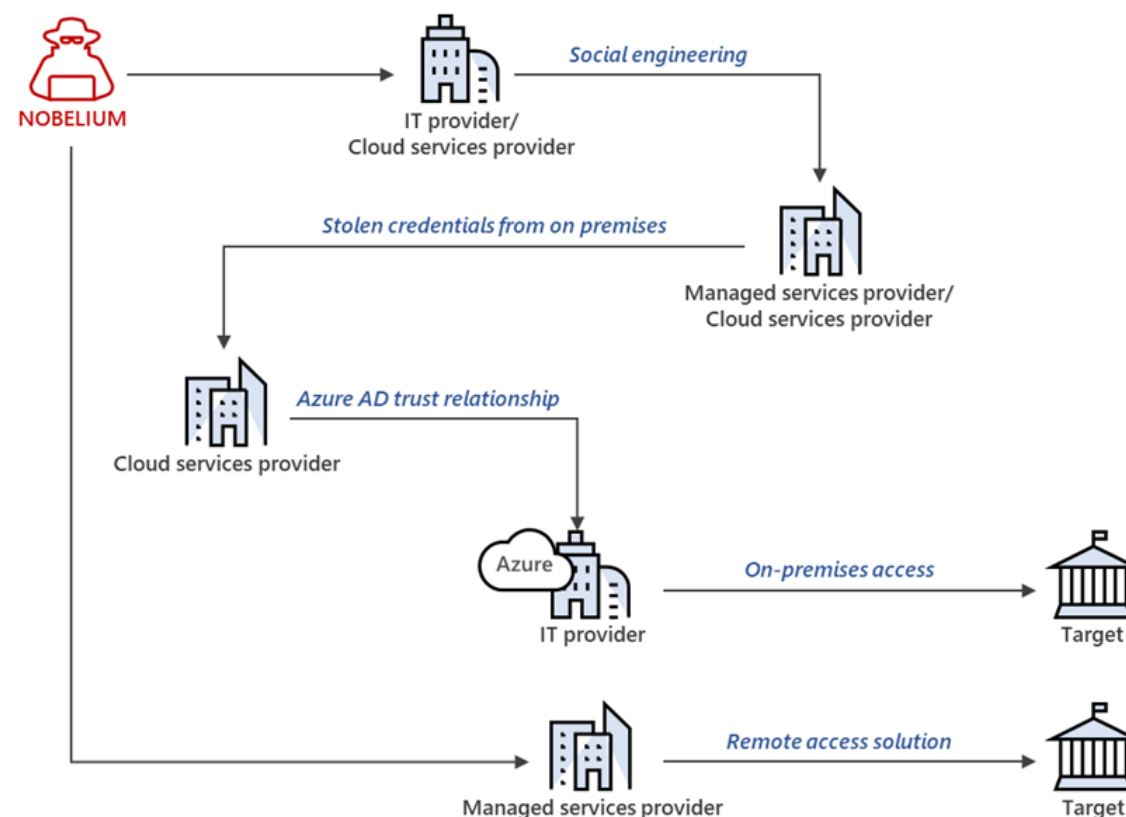 NOBELIUM
IT provider/
Cloud services provider
Social engineering
Stolen credentials from on premises
Managed services provider/
Cloud services provider
Azure AD trust relationship
Cloud services provider
Azure
IT provider
On-premises access
Target
Managed services provider
Remote access solution
Target